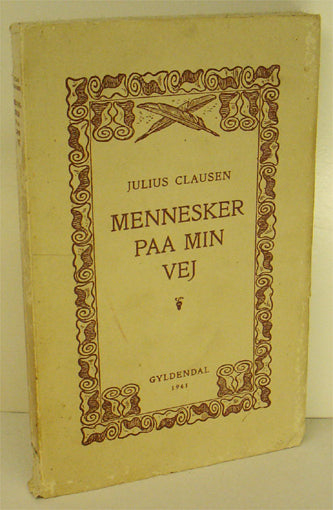 JULIUS CLAUSEN
MENNESKER
PAA MIN
VEJ
GYLDENDAL
1941